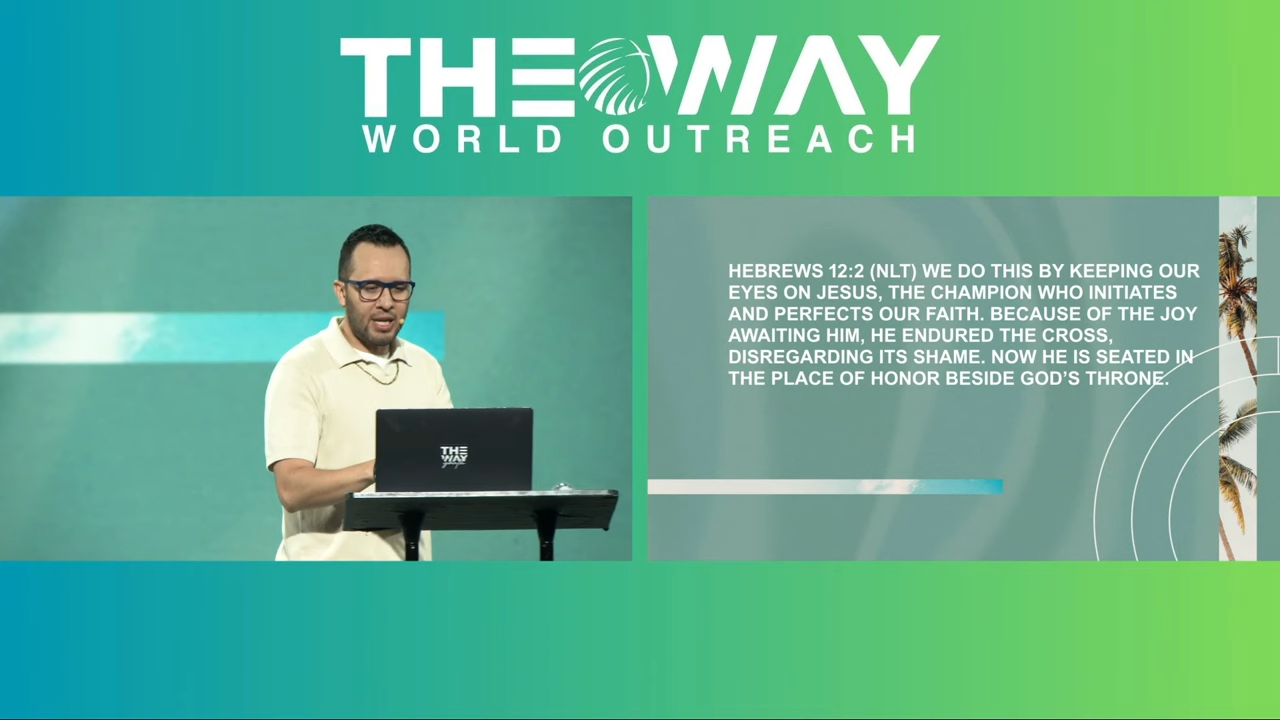 THE WAY
WORLD OUTREACH
HEBREWS 12:2 (NLT) WE DO THIS BY KEEPING OUR
EYES ON JESUS, THE CHAMPION WHO INITIATES
AND PERFECTS OUR FAITH. BECAUSE OF THE JOY
AWAITING HIM, HE ENDURED THE CROSS,
DISREGARDING ITS SHAME. NOW HE IS SEATED IN
THE PLACE OF HONOR BESIDE GOD'S THRONE.
THE
WAY